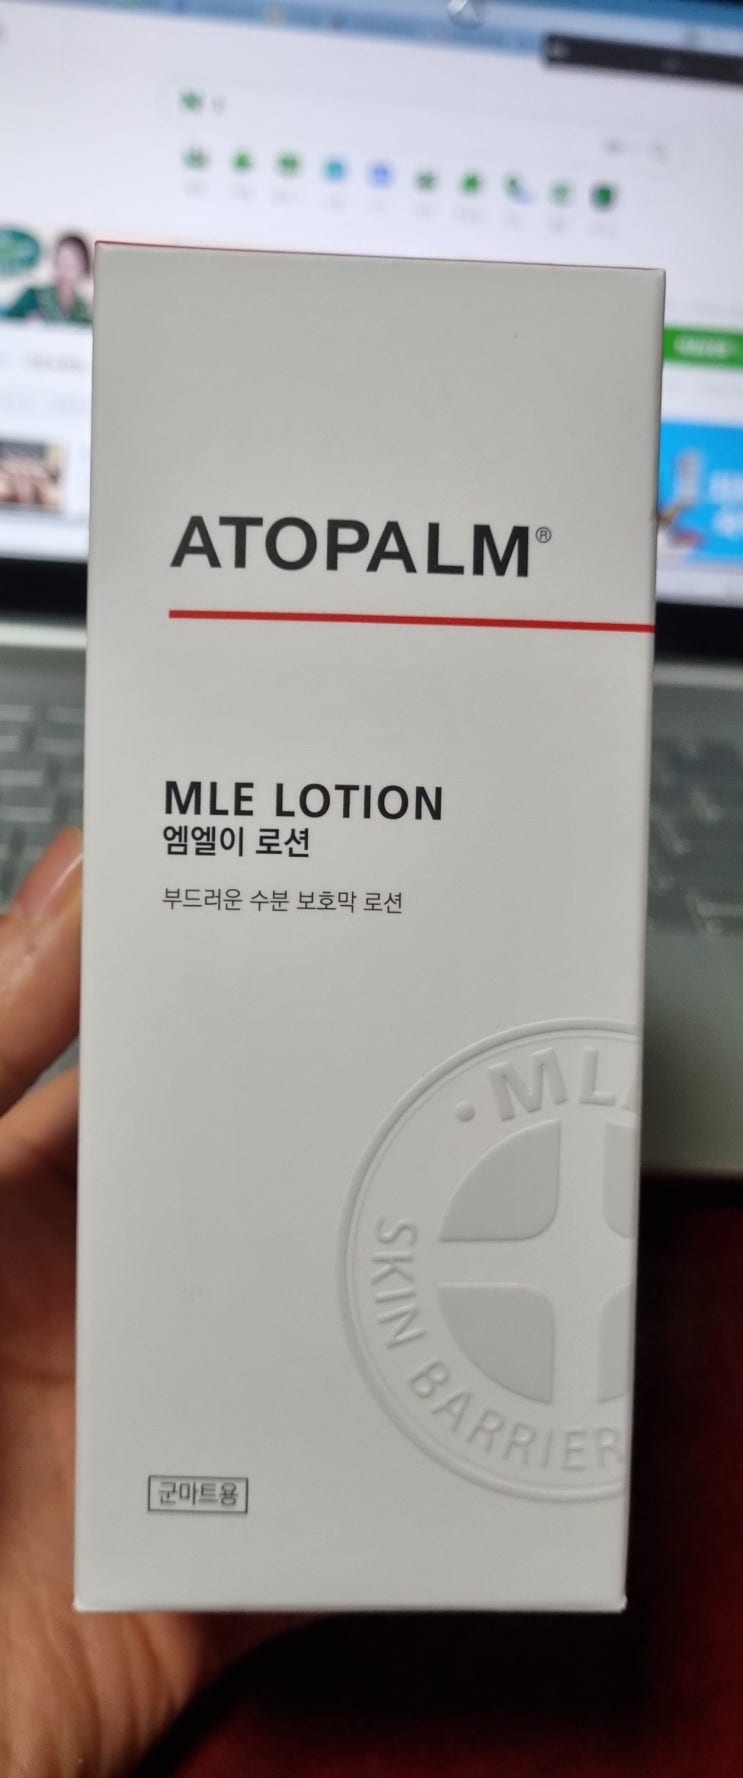 ATOPALM®
MLE LOTION
엠엘이 로션
부드러운 수분 보호막 로션
SKIN BARRIER
군마트용